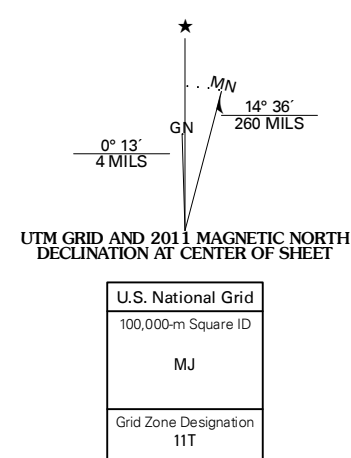 ★
MN
14° 36´
260 MILS
GN
0° 13´
4 MILS
UTM GRID AND 2011 MAGNETIC NORTH
DECLINATION AT CENTER OF SHEET
U.S. National Grid
100,000-m Square ID
MJ
Grid Zone Designation
11T